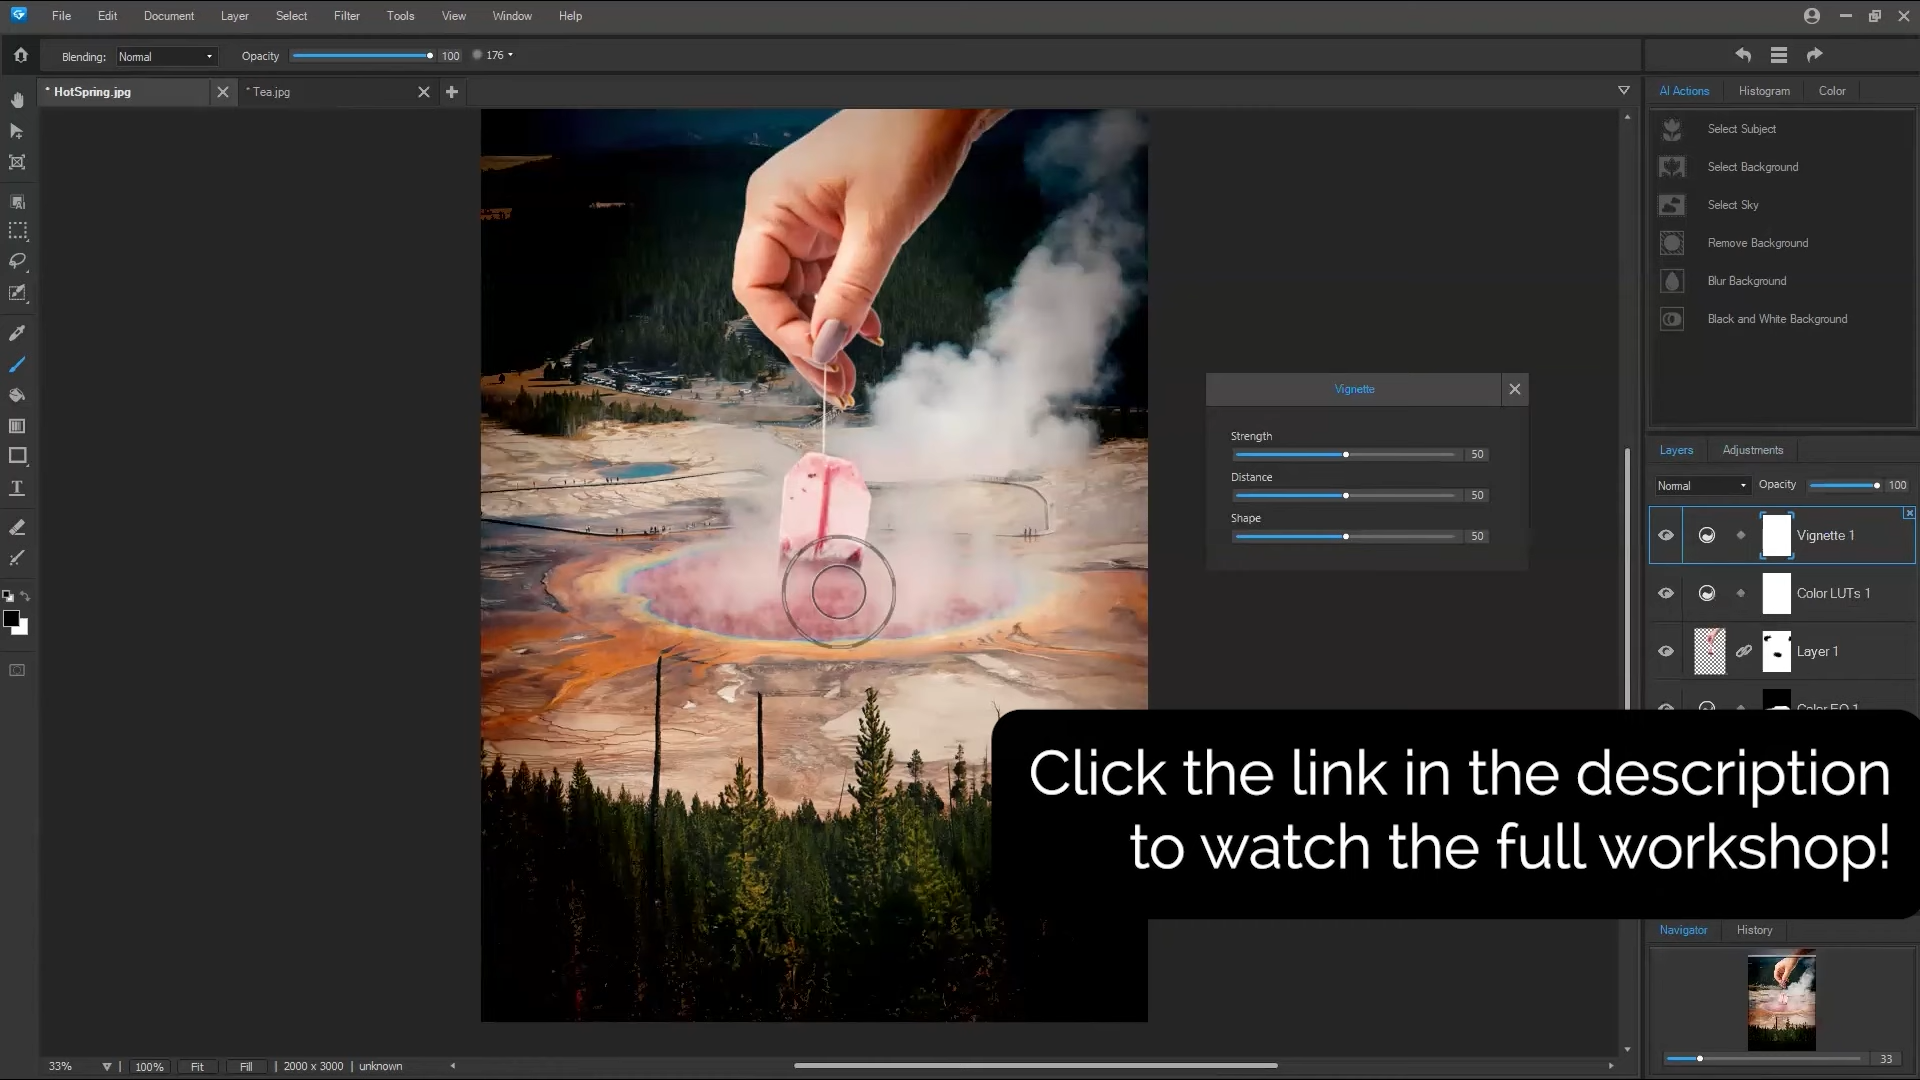 File Edit Document Layer Select Filter Tools View Window Help
Blending: Normal Opacity 100 176
* HotSpring.jpg * Tea.jpg
AI Actions Histogram Color
Select Subject
Select Background
Select Sky
Remove Background
Blur Background
Black and White Background
Vignette
Strength
50
Distance
50
Shape
50
Layers Adjustments
Normal Opacity 100
Vignette 1
Color LUTs 1
Layer 1
Color EQ 1
Click the link in the description
to watch the full workshop!
Navigator History
33
33% 100% Fit Fill 2000 x 3000 unknown